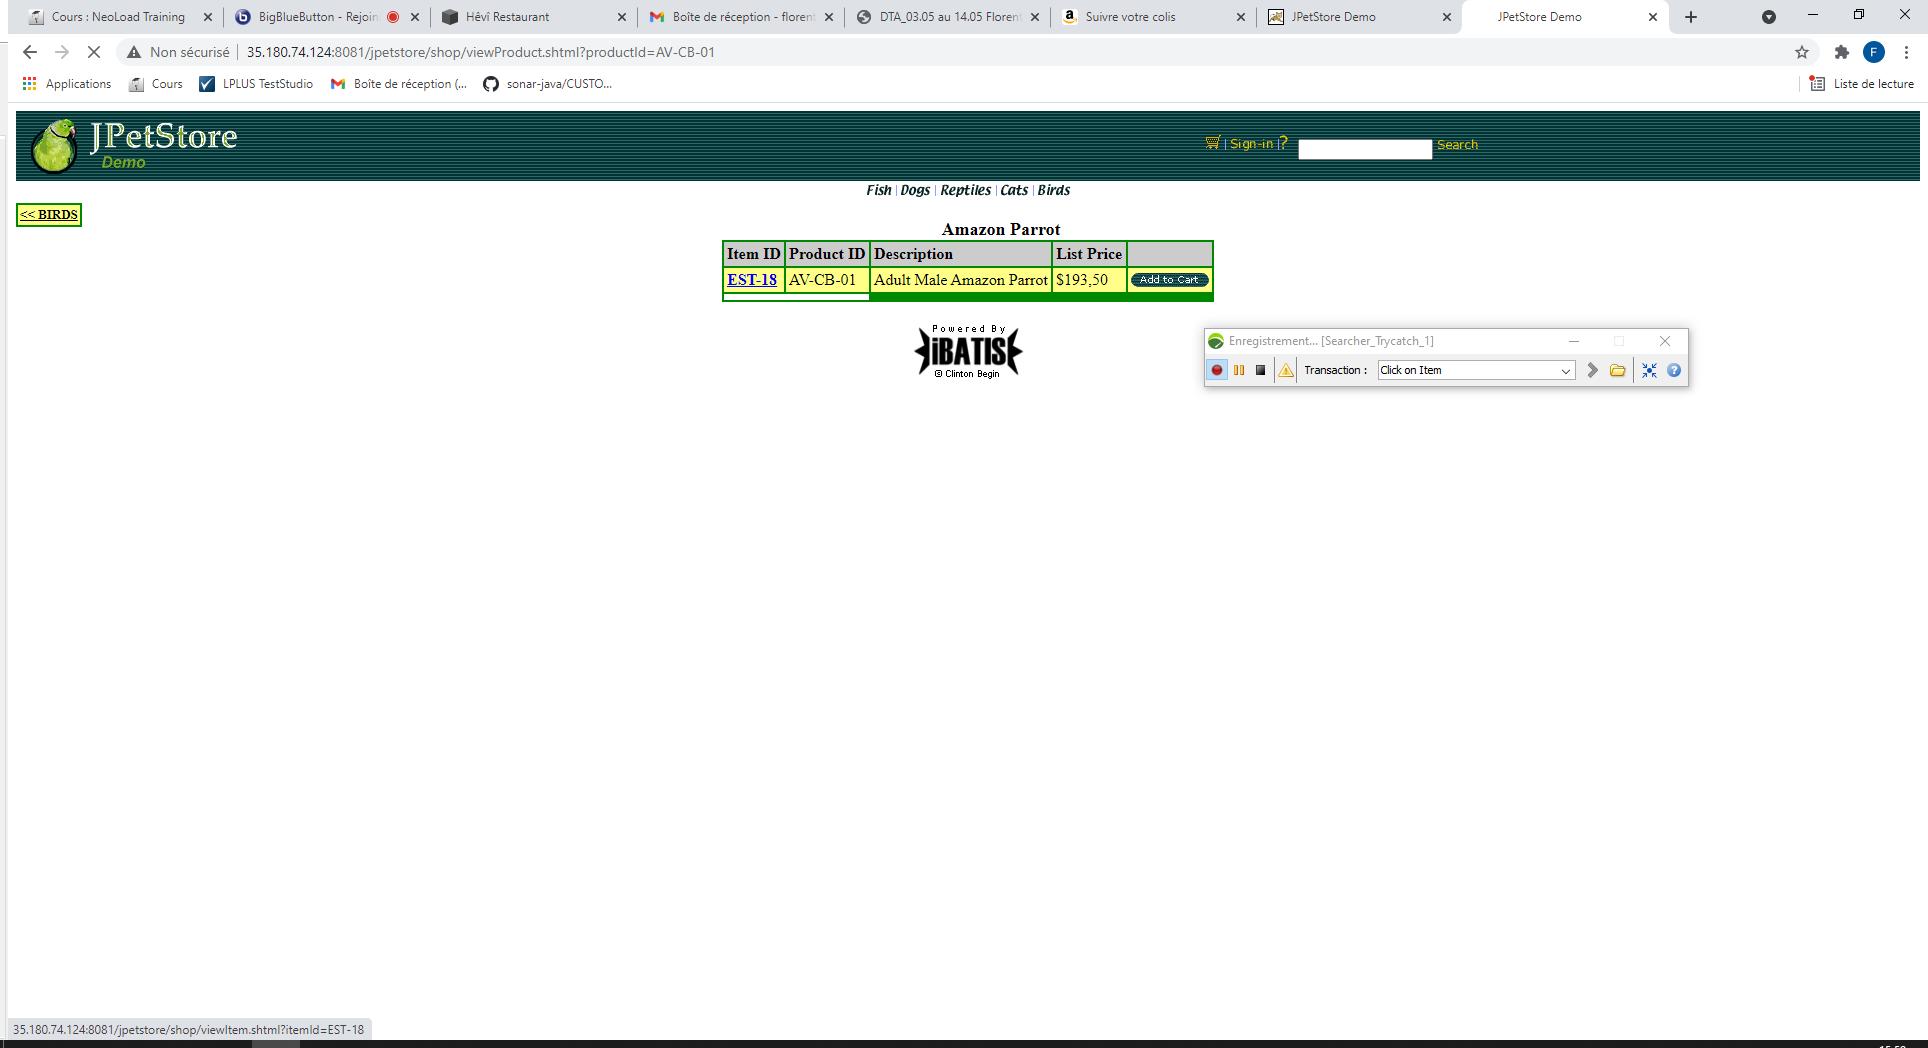 Cours : NeoLoad Training
BigBlueButton - Rejoin
Hêvî Restaurant
Boîte de réception - florent
DTA_03.05 au 14.05 Florent
Suivre votre colis
JPetStore Demo
JPetStore Demo
Non sécurisé
35.180.74.124:8081/jpetstore/shop/viewProduct.shtml?productId=AV-CB-01
F
Applications
Cours
LPLUS TestStudio
Boîte de réception (...
sonar-java/CUSTO...
Liste de lecture
JPetStore
Demo
| Sign-in | ?
Search
Fish | Dogs | Reptiles | Cats | Birds
<< BIRDS
Amazon Parrot
Item ID Product ID Description List Price
EST-18 AV-CB-01 Adult Male Amazon Parrot $193,50 Add to Cart
Powered By
iBATIS
© Clinton Begin
Enregistrement... [Searcher_Trycatch_1]
Transaction : Click on Item
35.180.74.124:8081/jpetstore/shop/viewItem.shtml?itemId=EST-18